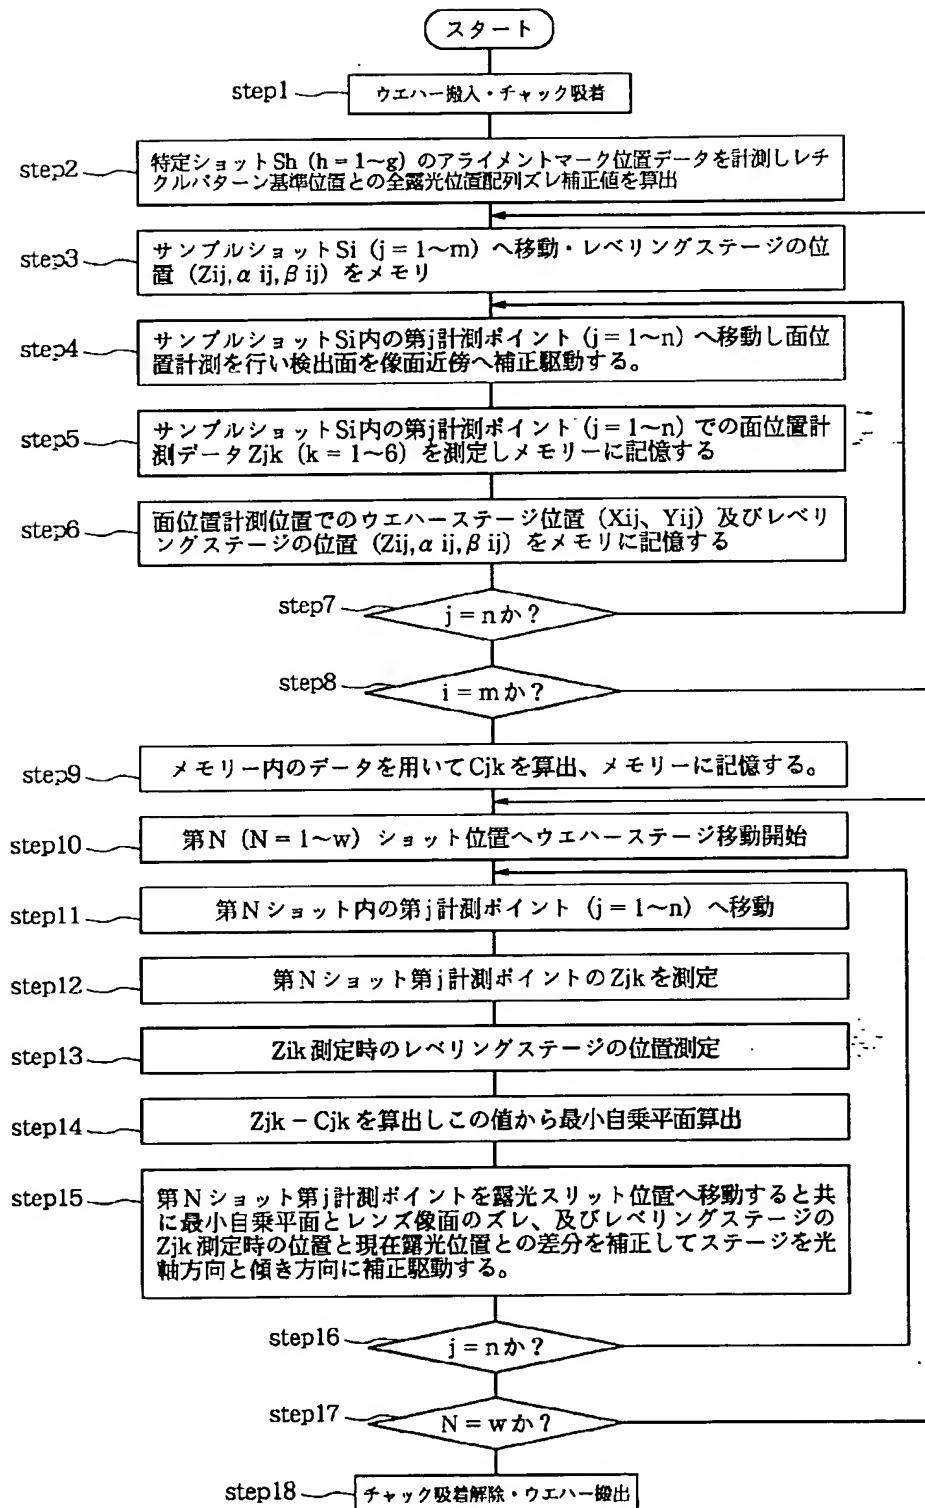 スタート
step1
ウエハー搬入・チャック吸着
step2
特定ショットSh（h＝1～g）のアライメントマーク位置データを計測しレチ
クルパターン基準位置との全露光位置配列ズレ補正値を算出
step3
サンプルショットSi（j＝1～m）へ移動・レベリングステージの位
置（Zij,αij,βij）をメモリ
step4
サンプルショットSi内の第j計測ポイント（j＝1～n）へ移動し面位
置計測を行い検出面を像面近傍へ補正駆動する。
step5
サンプルショットSi内の第j計測ポイント（j＝1～n）での面位置計
測データZjk（k＝1～6）を測定しメモリーに記憶する
step6
面位置計測位置でのウエハーステージ位置（Xij、Yij）及びレベリ
ングステージの位置（Zij,αij,βij）をメモリに記憶する
step7
j＝nか？
step8
i＝mか？
step9
メモリー内のデータを用いてCjkを算出、メモリーに記憶する。
step10
第N（N＝1～w）ショット位置へウエハーステージ移動開始
step11
第Nショット内の第j計測ポイント（j＝1～n）へ移動
step12
第Nショット第j計測ポイントのZjkを測定
step13
Zik測定時のレベリングステージの位置測定
step14
Zjk－Cjkを算出しこの値から最小自乗平面算出
step15
第Nショット第j計測ポイントを露光スリット位置へ移動すると共
に最小自乗平面とレンズ像面のズレ、及びレベリングステージの
Zjk測定時の位置と現在露光位置との差分を補正してステージを光
軸方向と傾き方向に補正駆動する。
step16
j＝nか？
step17
N＝wか？
step18
チャック吸着解除・ウエハー搬出